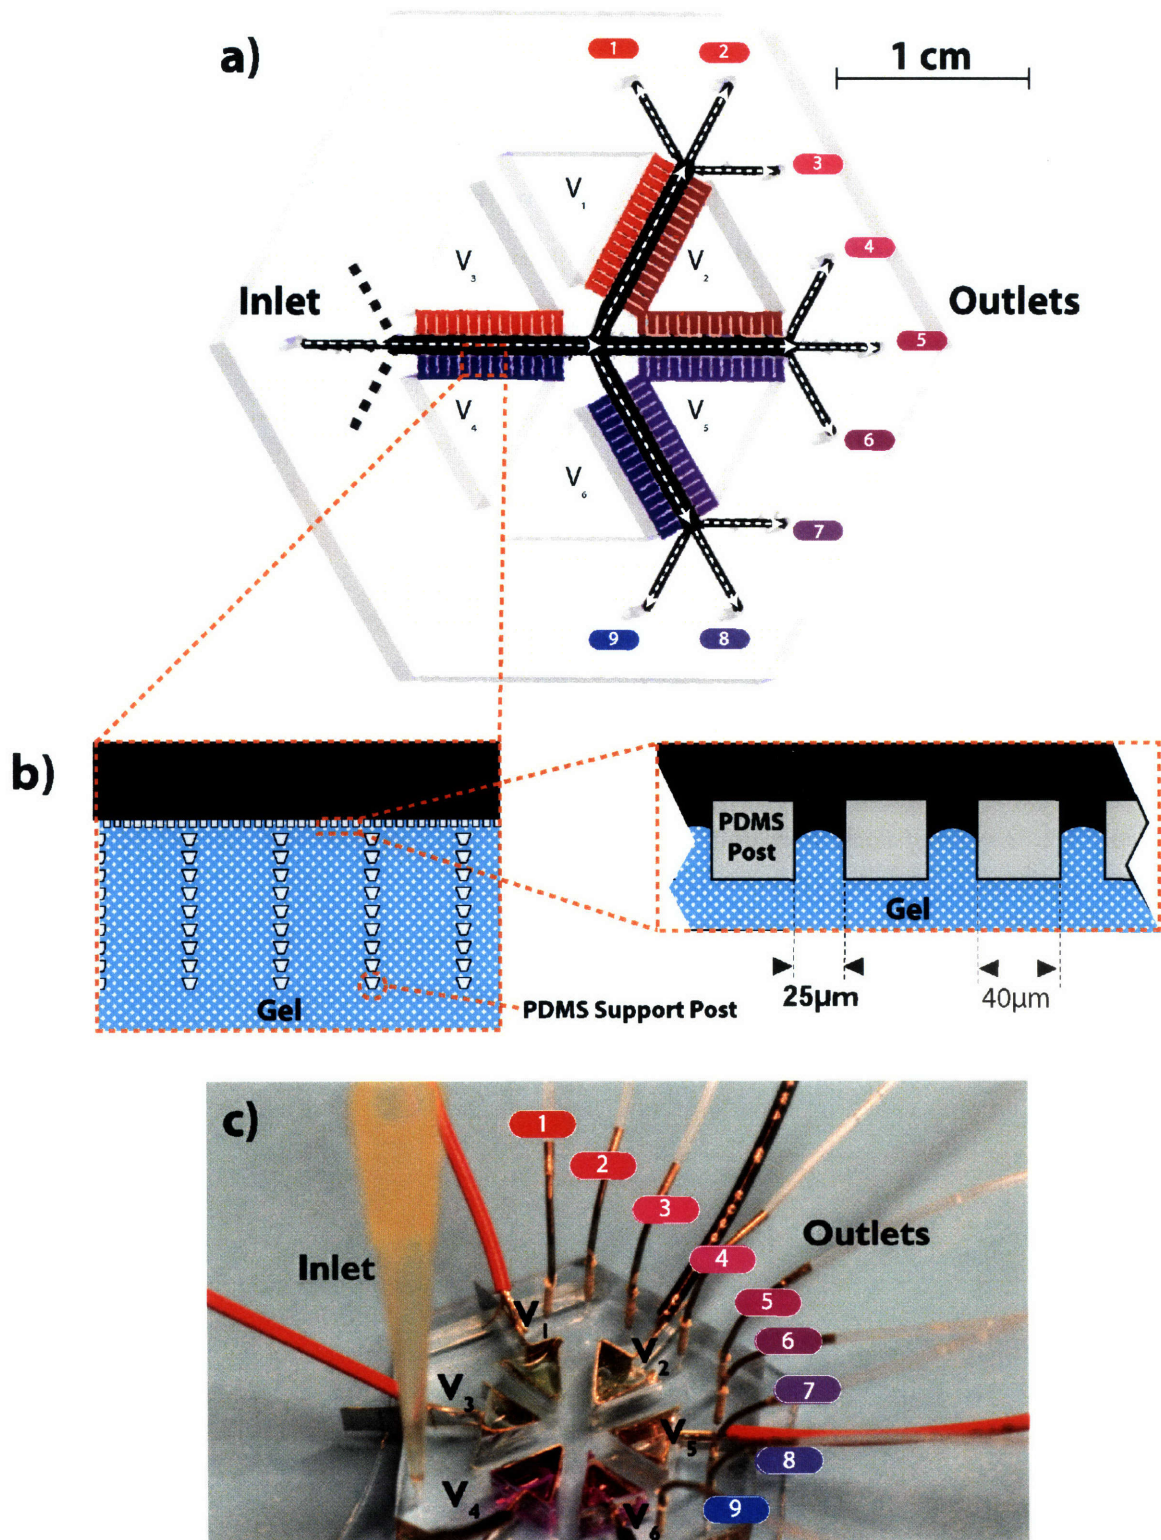 a)
1
2
1 cm
3
V1
4
V3
V2
Inlet
Outlets
5
V4
V5
6
V6
7
9
8
b)
PDMS
Post
Gel
25µm
40µm
Gel
PDMS Support Post
c)
1
2
3
Outlets
4
Inlet
5
V1
6
V2
7
V3
V5
8
V4
9
V6